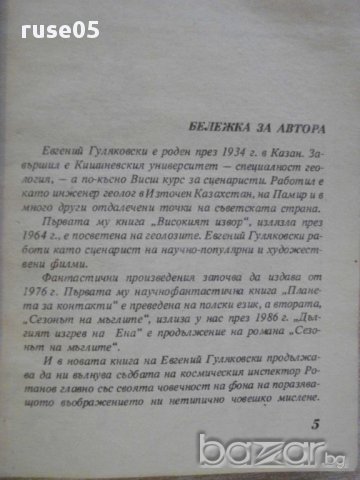 ruse05
БЕЛЕЖКА ЗА АВТОРА
Евгений Гуляковски е роден през 1934 г. в Казан. За-
вършил е Кишиневския университет — специалност гео-
логия, — а по-късно Висш курс за сценаристи. Работил е
като инженер геолог в Източен Казахстан, на Памир и в
много други отдалечени точки на съветската страна.
Първата му книга „Високият извор“, излязла през
1964 г., е посветена на геолозите. Евгений Гуляковски ра-
боти като сценарист на научно-популярни и художест-
вени филми.
Фантастични произведения започва да издава от
1976 г. Първата му научнофантастична книга „Плане-
та за контакти“ е преведена на полски език, а втората,
„Сезонът на мъглите“, излиза у нас през 1986 г. „Дъл-
гият изгрев на Ена“ е продължение на романа „Сезо-
нът на мъглите“.
И в новата книга на Евгений Гуляковски продължа-
ва да ни вълнува съдбата на космическия инспектор Ро-
танов главно със своята човечност на фона на поразява-
щото въображението ни нетипично човешко мислене.
5
bazar.bg